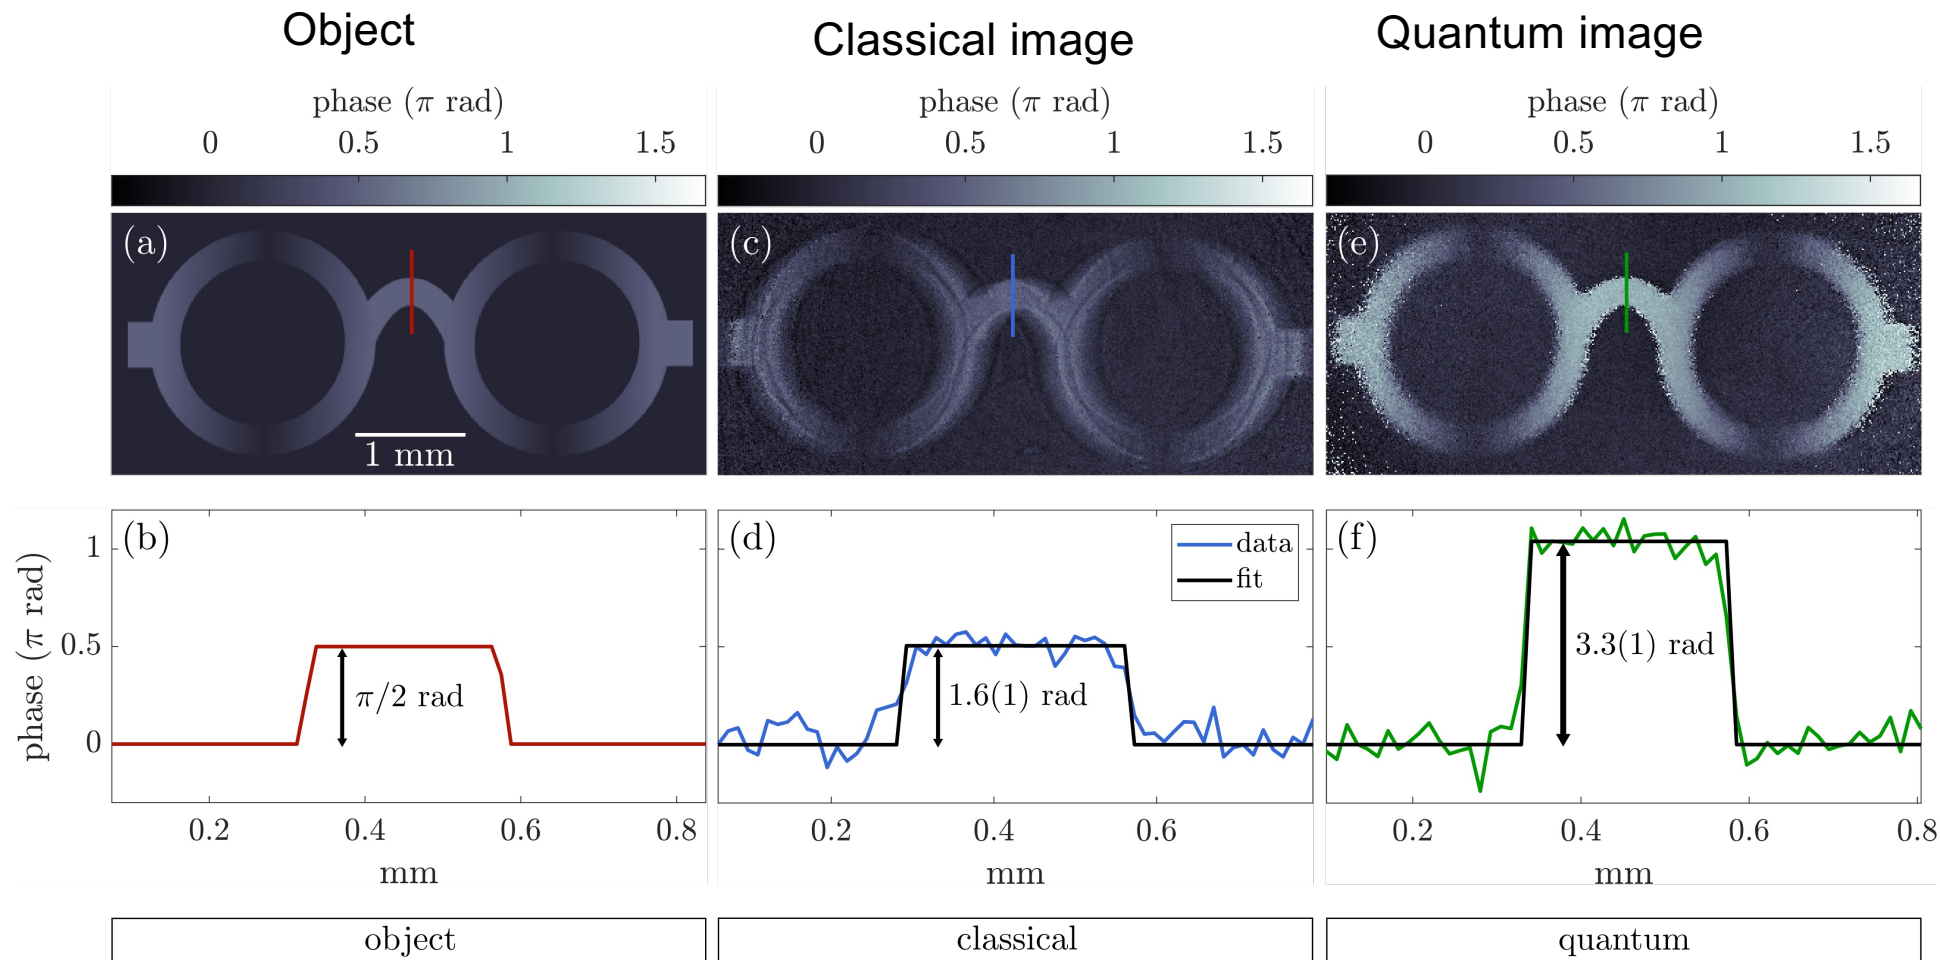 Object
Classical image
Quantum image
phase (π rad)
0 0.5 1 1.5
phase (π rad)
0 0.5 1 1.5
phase (π rad)
0 0.5 1 1.5
(a)
1 mm
(c)
(e)
phase (π rad)
1
0.5
0
(b)
π/2 rad
0.2 0.4 0.6 0.8
mm
(d)
data
fit
1.6(1) rad
0.2 0.4 0.6
mm
(f)
3.3(1) rad
0.2 0.4 0.6 0.8
mm
object
classical
quantum